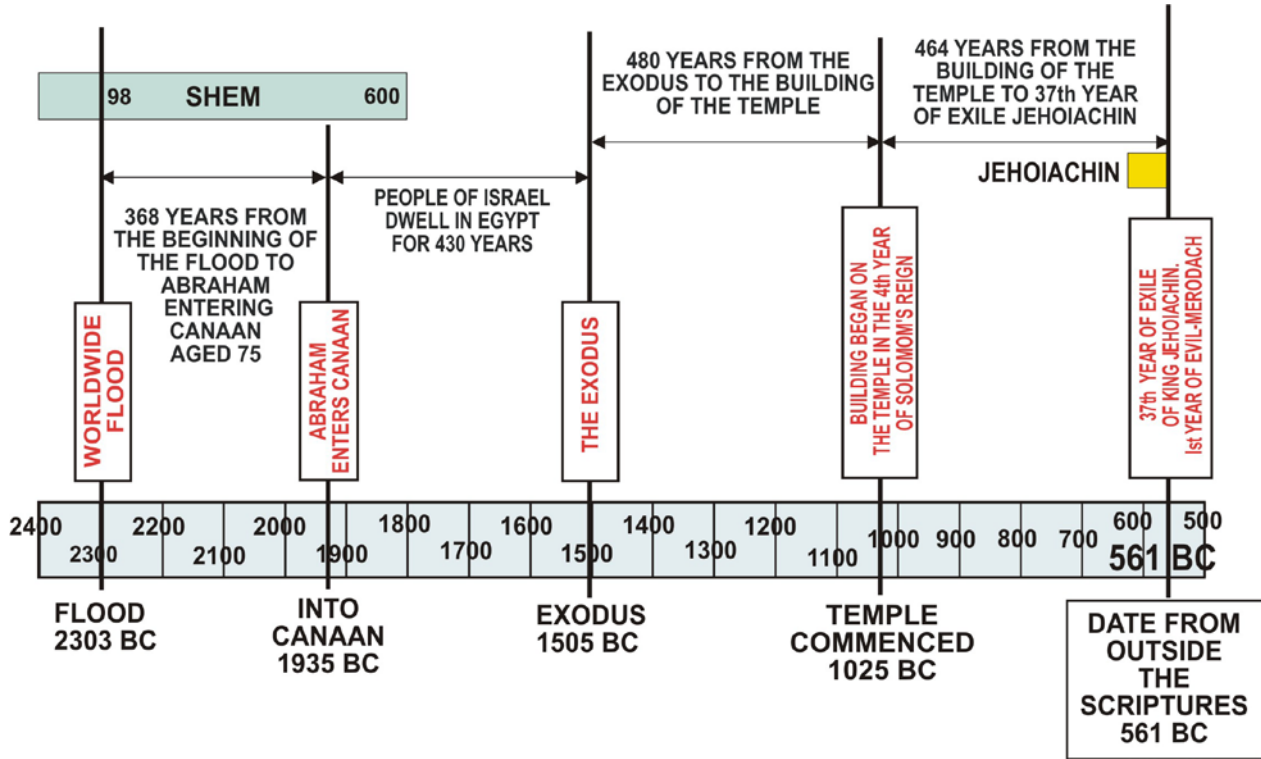 98 SHEM 600
480 YEARS FROM THE
EXODUS TO THE BUILDING
OF THE TEMPLE
464 YEARS FROM THE
BUILDING OF THE
TEMPLE TO 37th YEAR
OF EXILE JEHOIACHIN
JEHOIACHIN
368 YEARS FROM
THE BEGINNING OF
THE FLOOD TO
ABRAHAM
ENTERING
CANAAN
AGED 75
PEOPLE OF ISRAEL
DWELL IN EGYPT
FOR 430 YEARS
WORLDWIDE
FLOOD
ABRAHAM
ENTERS CANAAN
THE EXODUS
BUILDING BEGAN ON
THE TEMPLE IN THE 4th YEAR
OF SOLOMOM'S REIGN
37th YEAR OF EXILE
OF KING JEHOIACHIN.
Ist YEAR OF EVIL-MERODACH
2400 2300 2200 2100 2000 1900 1800 1700 1600 1500 1400 1300 1200 1100 1000 900 800 700 600 500
561 BC
FLOOD
2303 BC
INTO
CANAAN
1935 BC
EXODUS
1505 BC
TEMPLE
COMMENCED
1025 BC
DATE FROM
OUTSIDE
THE
SCRIPTURES
561 BC